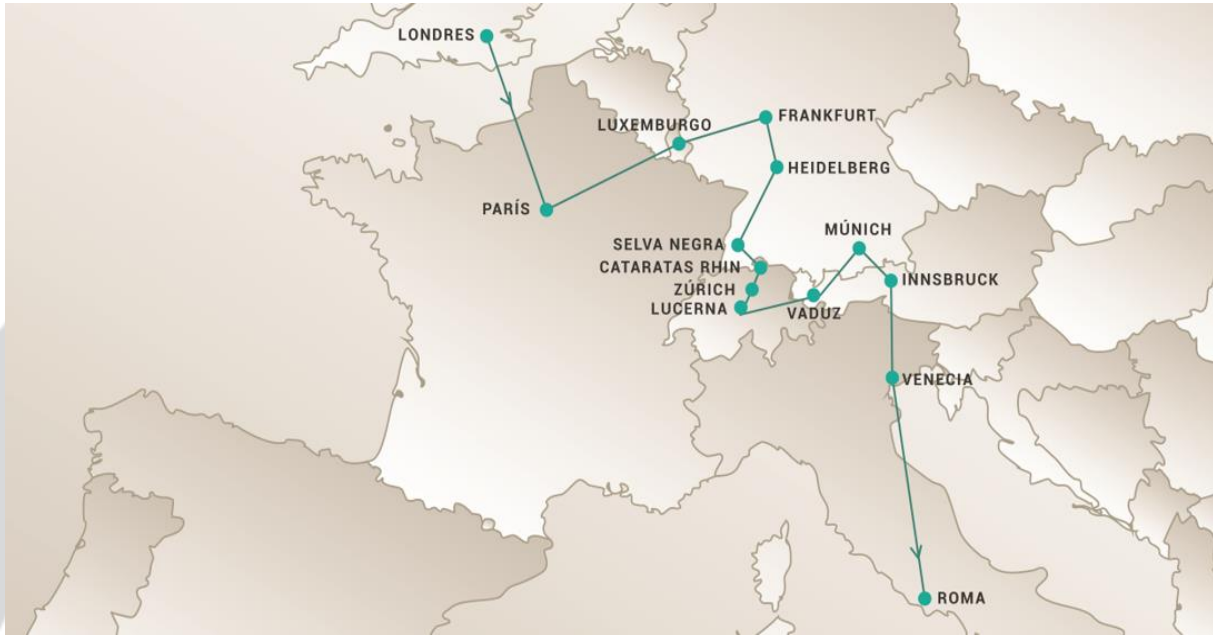 LONDRES
FRANKFURT
LUXEMBURGO
HEIDELBERG
PARÍS
MÚNICH
SELVA NEGRA
CATARATAS RHIN
INNSBRUCK
ZÚRICH
LUCERNA
VADUZ
VENECIA
ROMA